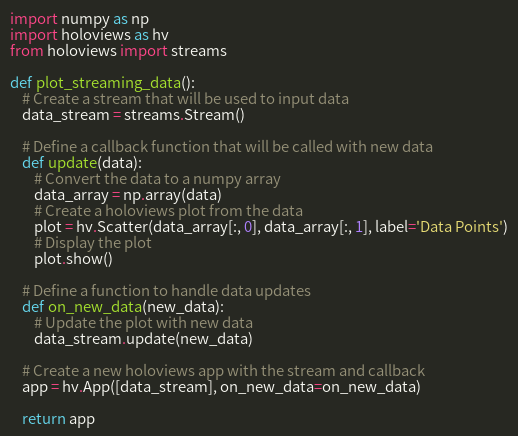 import numpy as np
import holoviews as hv
from holoviews import streams

def plot_streaming_data():
    # Create a stream that will be used to input data
    data_stream = streams.Stream()

    # Define a callback function that will be called with new data
    def update(data):
        # Convert the data to a numpy array
        data_array = np.array(data)
        # Create a holoviews plot from the data
        plot = hv.Scatter(data_array[:, 0], data_array[:, 1], label='Data Points')
        # Display the plot
        plot.show()

    # Define a function to handle data updates
    def on_new_data(new_data):
        # Update the plot with new data
        data_stream.update(new_data)

    # Create a new holoviews app with the stream and callback
    app = hv.App([data_stream], on_new_data=on_new_data)

    return app